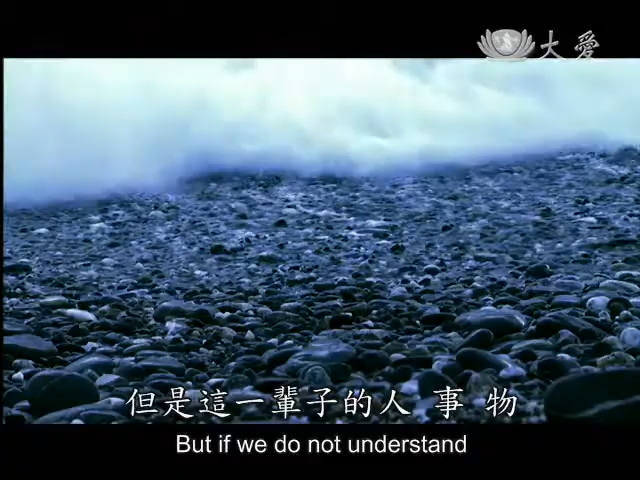 大愛
但是這一輩子的人 事 物
But if we do not understand